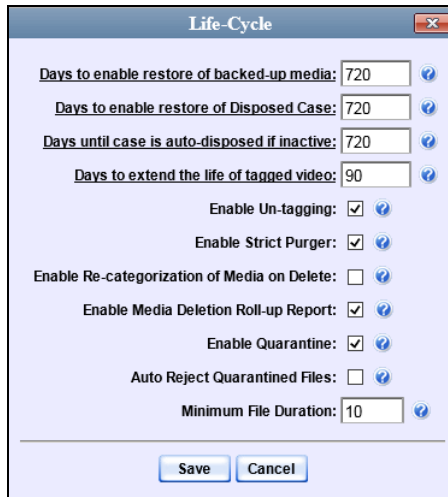 Life-Cycle
Days to enable restore of backed-up media: 720
Days to enable restore of Disposed Case: 720
Days until case is auto-disposed if inactive: 720
Days to extend the life of tagged video: 90
Enable Un-tagging:
Enable Strict Purger:
Enable Re-categorization of Media on Delete:
Enable Media Deletion Roll-up Report:
Enable Quarantine:
Auto Reject Quarantined Files:
Minimum File Duration: 10
Save Cancel